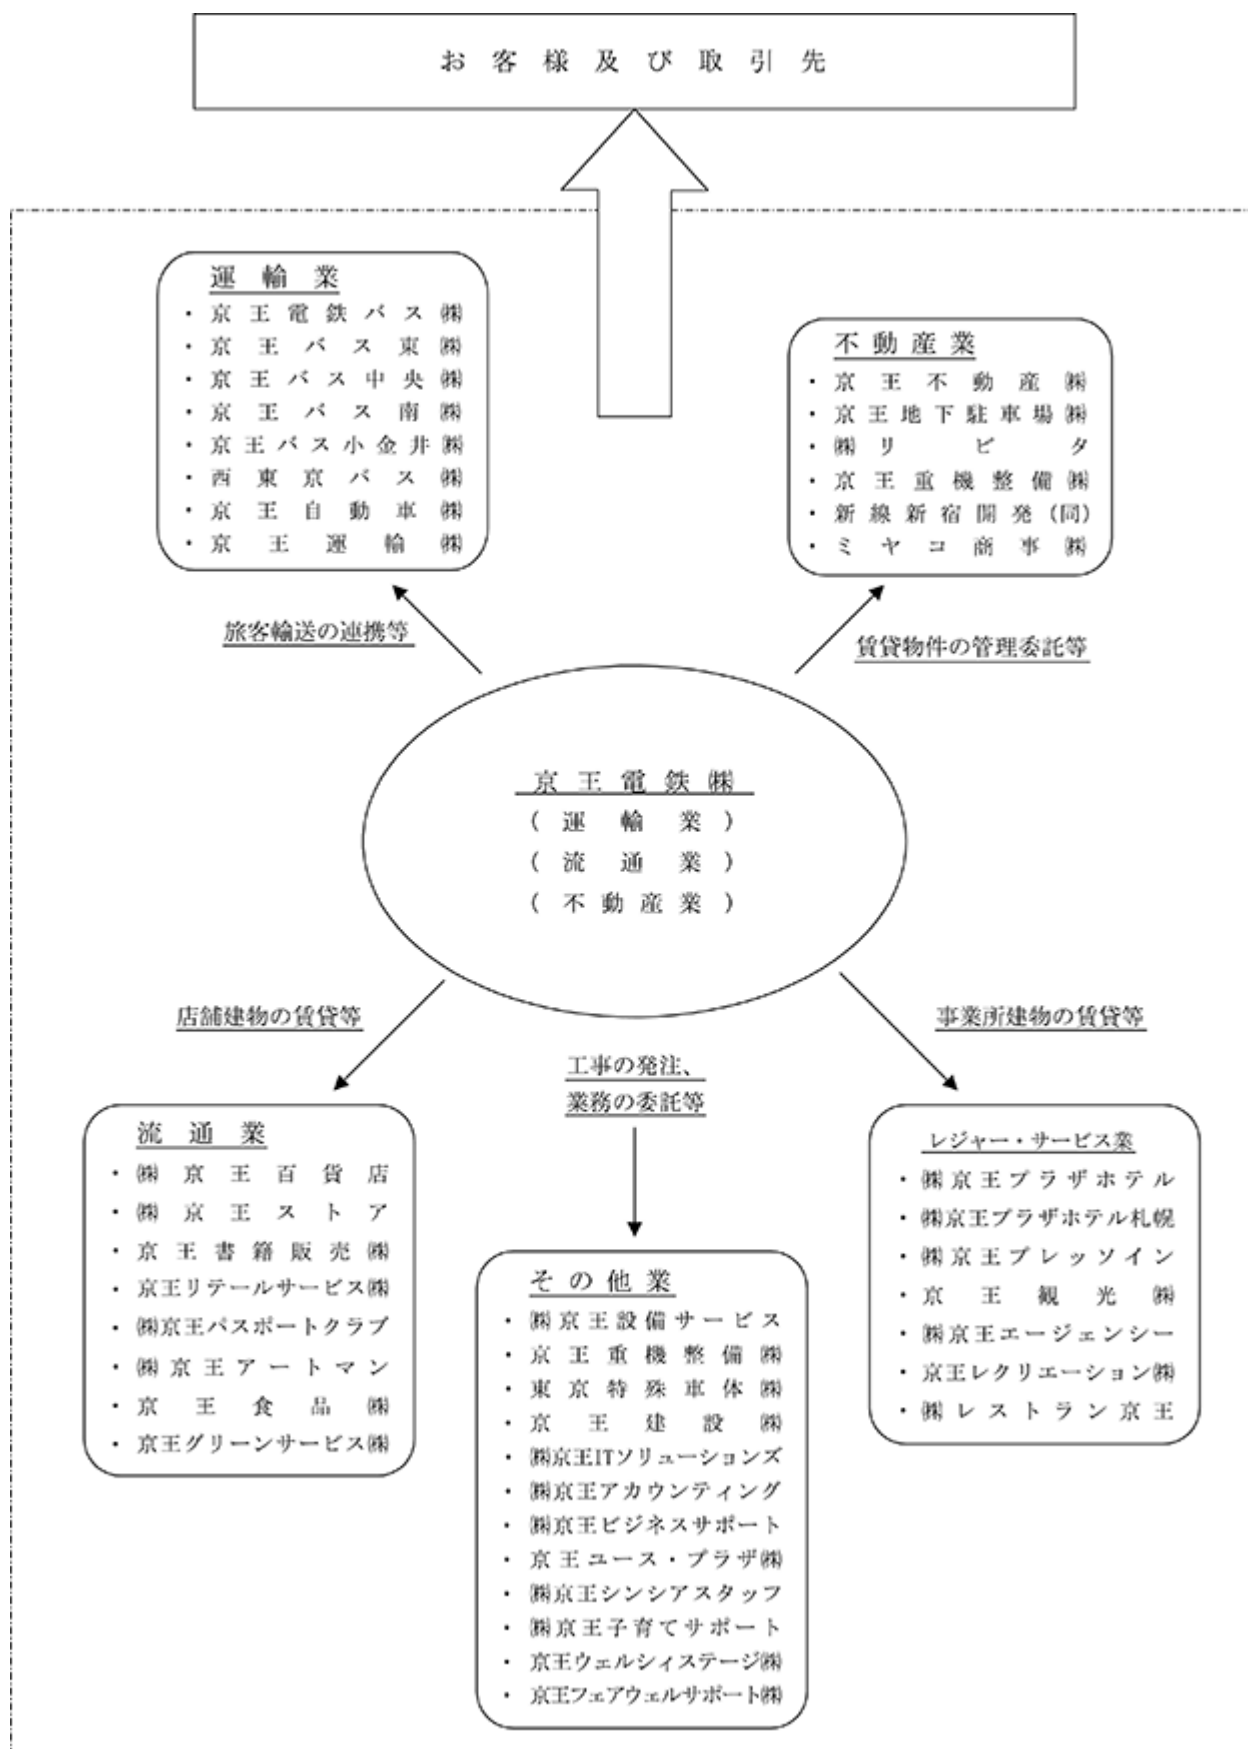 お客様及び取引先
運輸業
・京王電鉄バス㈱
・京王バス東㈱
・京王バス中央㈱
・京王バス南㈱
・京王バス小金井㈱
・西東京バス㈱
・京王自動車㈱
・京王運輸㈱
不動産業
・京王不動産㈱
・京王地下駐車場㈱
・㈱リビタ
・京王重機整備㈱
・新線新宿開発(同)
・ミヤコ商事㈱
旅客輸送の連携等
賃貸物件の管理委託等
京王電鉄㈱
(運輸業)
(流通業)
(不動産業)
店舗建物の賃貸等
工事の発注、
業務の委託等
事業所建物の賃貸等
流通業
・㈱京王百貨店
・㈱京王ストア
・京王書籍販売㈱
・京王リテールサービス㈱
・㈱京王パスポートクラブ
・㈱京王アートマン
・京王食品㈱
・京王グリーンサービス㈱
その他業
・㈱京王設備サービス
・京王重機整備㈱
・東京特殊車体㈱
・京王建設㈱
・㈱京王ITソリューションズ
・㈱京王アカウンティング
・㈱京王ビジネスサポート
・京王ユース・プラザ㈱
・㈱京王シンシアスタッフ
・㈱京王子育てサポート
・京王ウェルシィステージ㈱
・京王フェアウェルサポート㈱
レジャー・サービス業
・㈱京王プラザホテル
・㈱京王プラザホテル札幌
・㈱京王プレッソイン
・京王観光㈱
・㈱京王エージェンシー
・京王レクリエーション㈱
・㈱レストラン京王